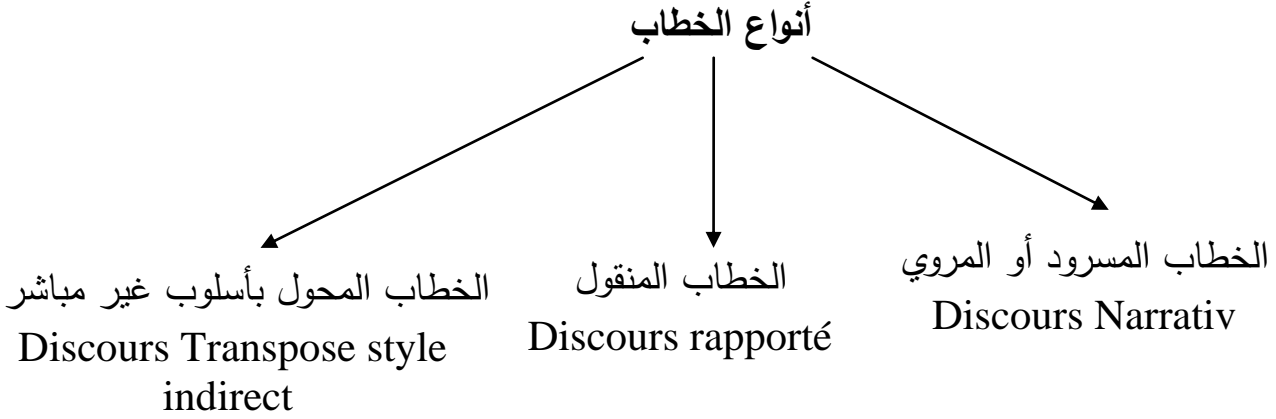 أنواع الخطاب
الخطاب المسرود أو المروي
Discours Narrativ
الخطاب المنقول
Discours rapporté
الخطاب المحول بأسلوب غير مباشر
Discours Transpose style
indirect